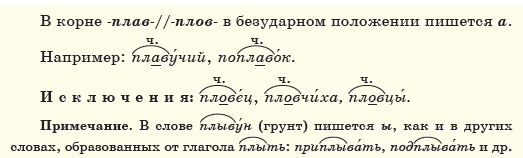 В корне -плав-//-плов- в безударном положении пишется а.
ч. ч.
Например: плаву́чий, поплаво́к.
ч. ч. ч.
Исключения: плове́ц, пловчи́ха, пловцы́.
Примечание. В слове плыву́н (грунт) пишется ы, как и в других
словах, образованных от глагола плыть: приплыва́ть, подплыва́ть и др.